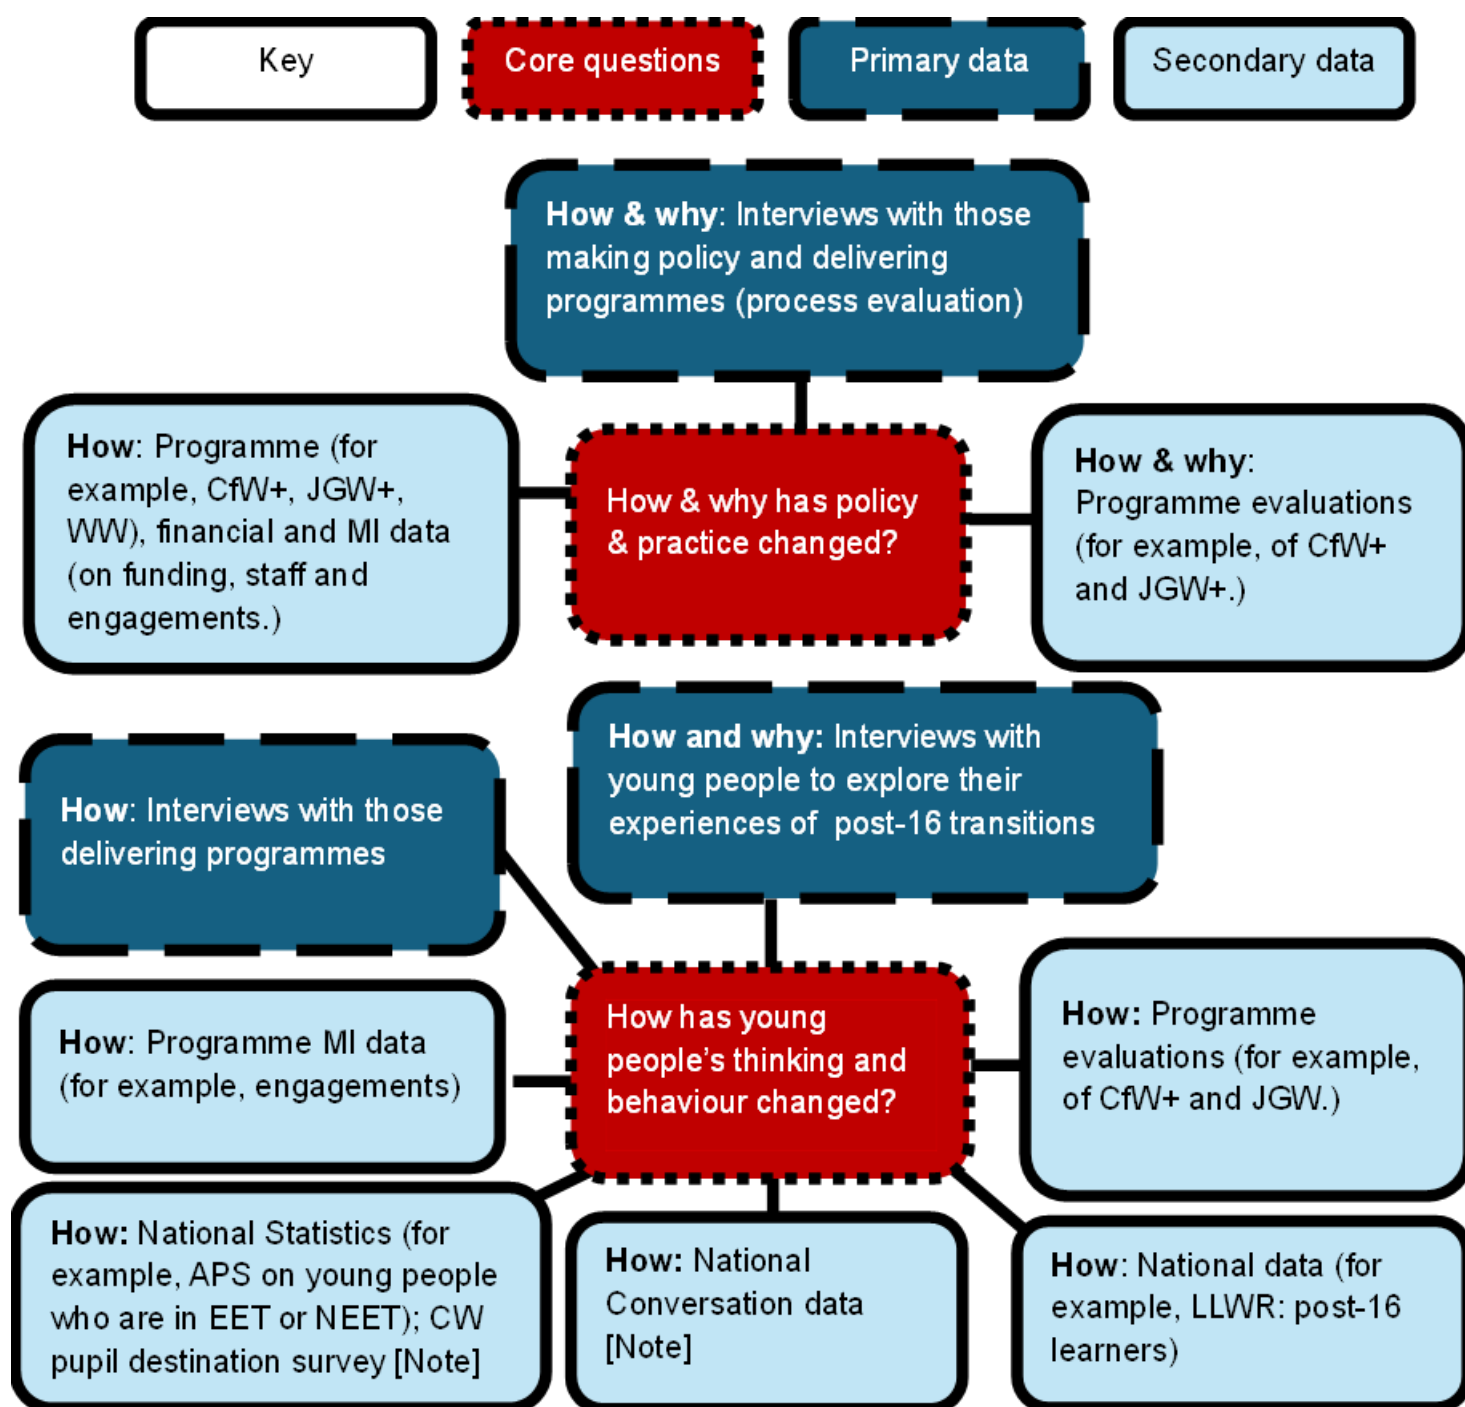 Key
Core questions
Primary data
Secondary data
How & why: Interviews with those
making policy and delivering
programmes (process evaluation)
How: Programme (for
example, CfW+, JGW+,
WW), financial and MI data
(on funding, staff and
engagements.)
How & why has policy
& practice changed?
How & why:
Programme evaluations
(for example, of CfW+
and JGW+.)
How and why: Interviews with
young people to explore their
experiences of post-16 transitions
How: Interviews with those
delivering programmes
How has young
people’s thinking and
behaviour changed?
How: Programme
evaluations (for example,
of CfW+ and JGW.)
How: Programme MI data
(for example, engagements)
How: National Statistics (for
example, APS on young people
who are in EET or NEET); CW
pupil destination survey [Note]
How: National
Conversation data
[Note]
How: National data (for
example, LLWR: post-16
learners)